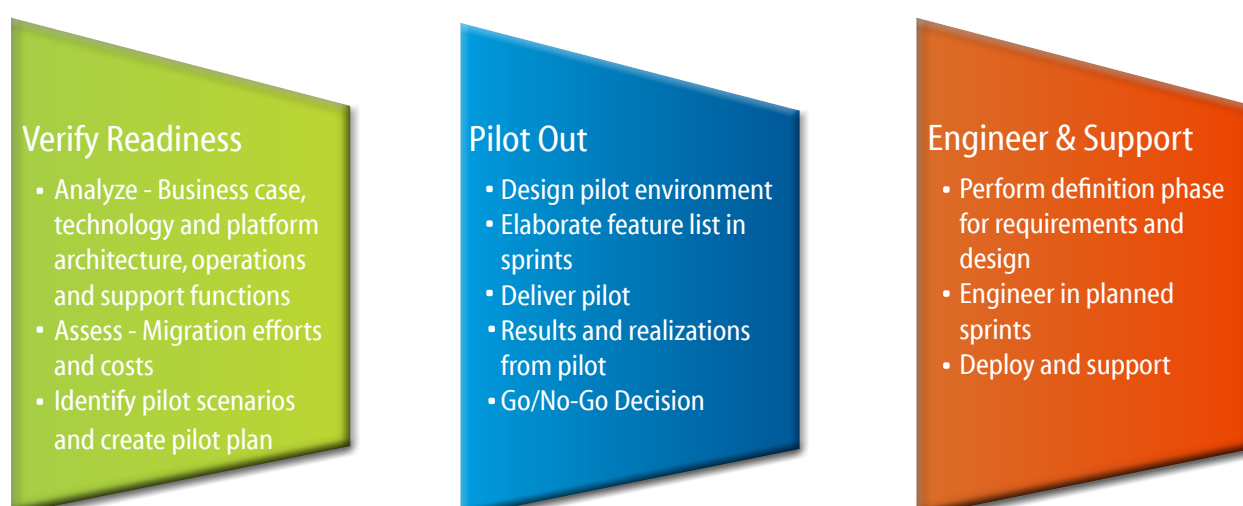 Verify Readiness
• Analyze - Business case,
technology and platform
architecture, operations
and support functions
• Assess - Migration efforts
and costs
• Identify pilot scenarios
and create pilot plan
Pilot Out
• Design pilot environment
• Elaborate feature list in
sprints
• Deliver pilot
• Results and realizations
from pilot
• Go/No-Go Decision
Engineer & Support
• Perform definition phase
for requirements and
design
• Engineer in planned
sprints
• Deploy and support